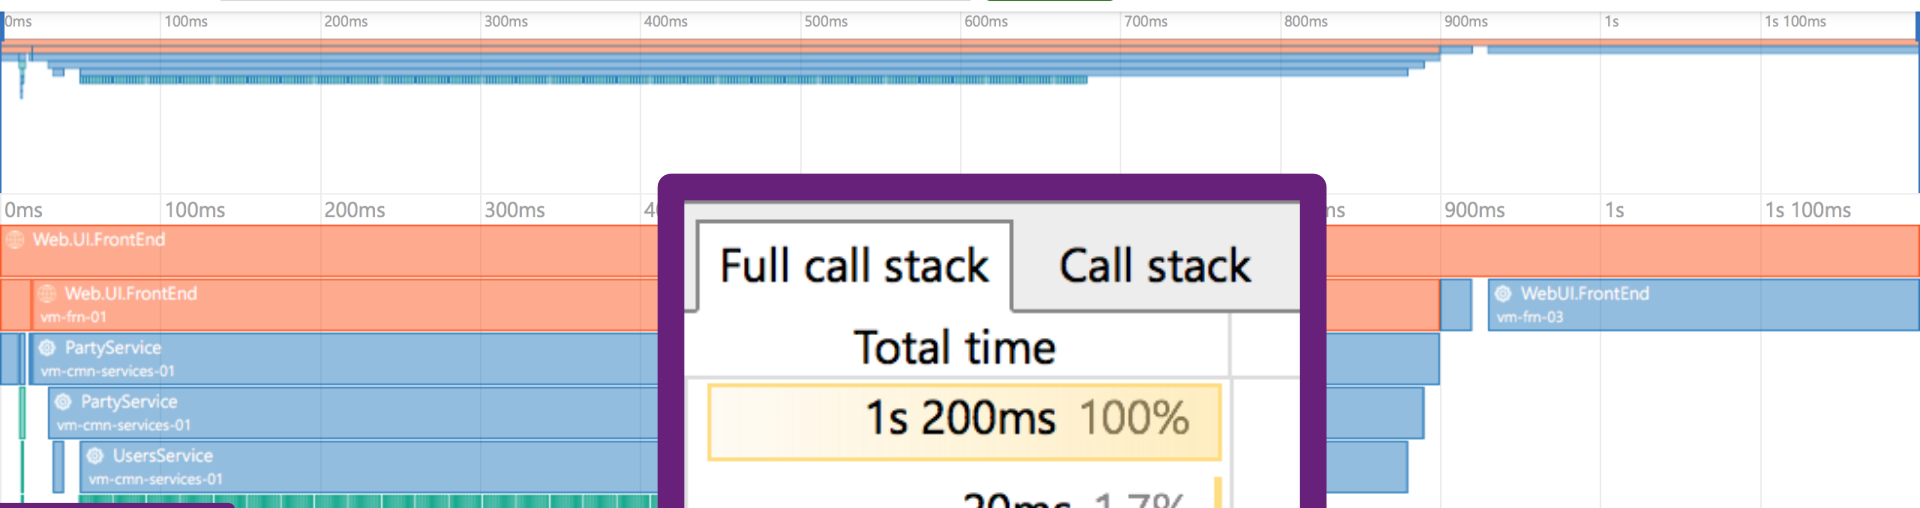 0ms 100ms 200ms 300ms 400ms 500ms 600ms 700ms 800ms 900ms 1s 1s 100ms
0ms 100ms 200ms 300ms 900ms 1s 1s 100ms
Web.UI.FrontEnd
Web.UI.FrontEnd
vm-frn-01
WebUI.FrontEnd
vm-frn-03
PartyService
vm-cmn-services-01
PartyService
vm-cmn-services-01
UsersService
vm-cmn-services-01
Full call stack Call stack
Total time
1s 200ms 100%
20ms 1.7%